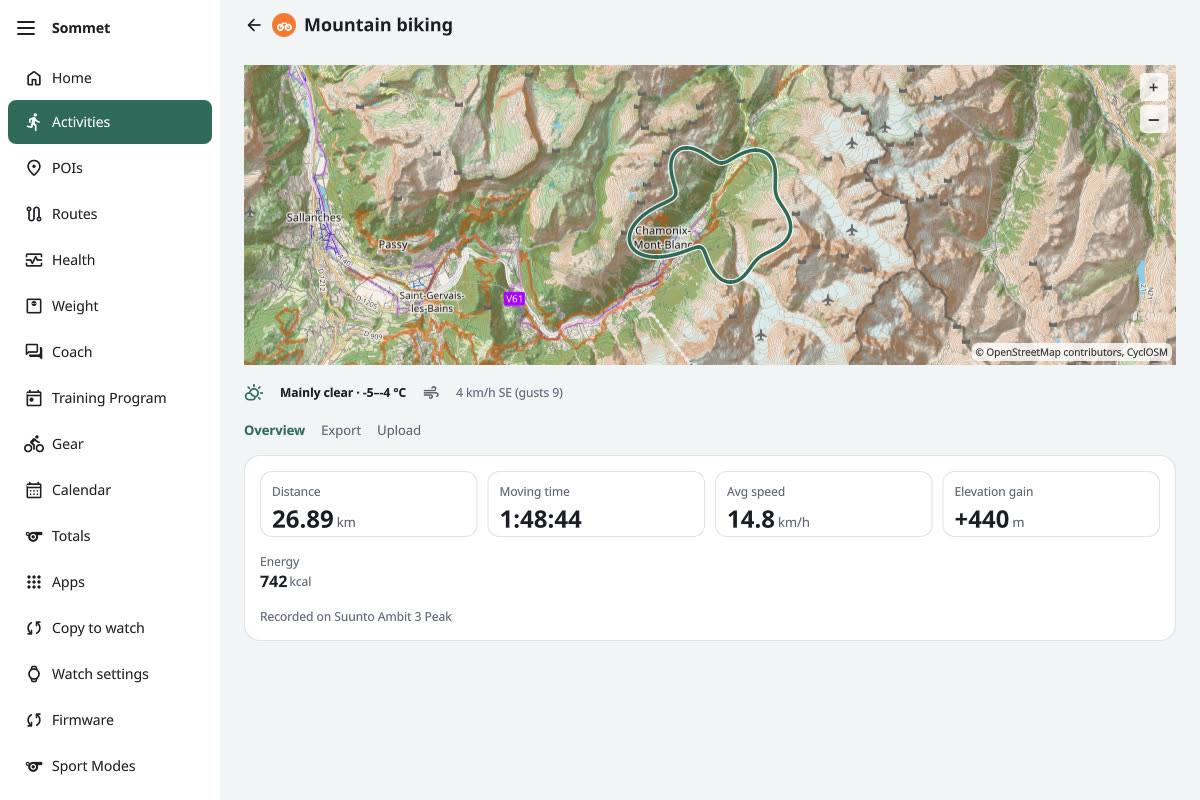 Sommet
Home
Activities
POIs
Routes
Health
Weight
Coach
Training Program
Gear
Calendar
Totals
Apps
Copy to watch
Watch settings
Firmware
Sport Modes
Mountain biking
Sallanches
Passy
Saint-Gervais-
les-Bains
D 1205
D 909
V61
Chamonix-
Mont-Blanc
+
−
© OpenStreetMap contributors, CyclOSM
Mainly clear · -5–-4 °C
4 km/h SE (gusts 9)
Overview Export Upload
Distance
26.89 km
Moving time
1:48:44
Avg speed
14.8 km/h
Elevation gain
+440 m
Energy
742 kcal
Recorded on Suunto Ambit 3 Peak